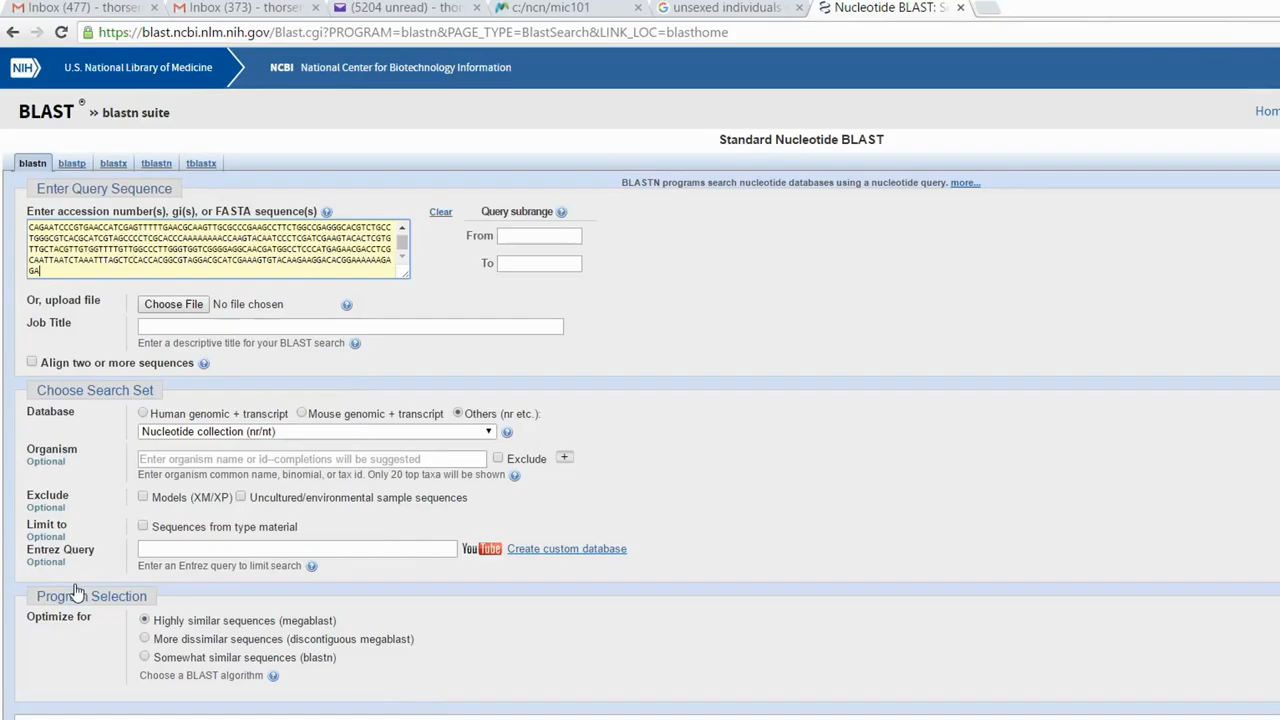 Inbox (477) - thorsen
Inbox (373) - thorsen
(5204 unread) - thor
c:/ncn/mic101
unsexed individuals
Nucleotide BLAST: S
https://blast.ncbi.nlm.nih.gov/Blast.cgi?PROGRAM=blastn&PAGE_TYPE=BlastSearch&LINK_LOC=blasthome
NIH U.S. National Library of Medicine NCBI National Center for Biotechnology Information
BLAST ® » blastn suite Hom
Standard Nucleotide BLAST
blastn blastp blastx tblastn tblastx
Enter Query Sequence
BLASTN programs search nucleotide databases using a nucleotide query. more...
Enter accession number(s), gi(s), or FASTA sequence(s) Clear Query subrange
CAGAATCCCGTGAACCATCGAGTTTTTGAACGCAAGTTGCGCCCGAAGCCTTCTGGCCGAGGGCACGTCTGCC
TGGGCGTCACGCATCGTAGCCCCTCGCACCCAAAAAAAAACCAAGTACAATCCCTCGATCGAAGTACACTCGTG
TTGCTACGTTGTGGTTTTGTTGGCCCTTGGGTGGTCGGGGAGGCAACGATGGCCTCCCATGAGAACGACCTCG
CAATTAATCTAAATTTAGCTCCACCACGGCGTAGGACGCATCGAAAGTGTACAAGAAGGACACGGAAAAAAGA
GA
From
To
Or, upload file Choose File No file chosen
Job Title
Enter a descriptive title for your BLAST search
Align two or more sequences
Choose Search Set
Database Human genomic + transcript Mouse genomic + transcript Others (nr etc.):
Nucleotide collection (nr/nt)
Organism
Optional
Enter organism name or id--completions will be suggested Exclude +
Enter organism common name, binomial, or tax id. Only 20 top taxa will be shown
Exclude
Optional
Models (XM/XP) Uncultured/environmental sample sequences
Limit to
Optional
Sequences from type material
Entrez Query
Optional
YouTube Create custom database
Enter an Entrez query to limit search
Program Selection
Optimize for
Highly similar sequences (megablast)
More dissimilar sequences (discontiguous megablast)
Somewhat similar sequences (blastn)
Choose a BLAST algorithm